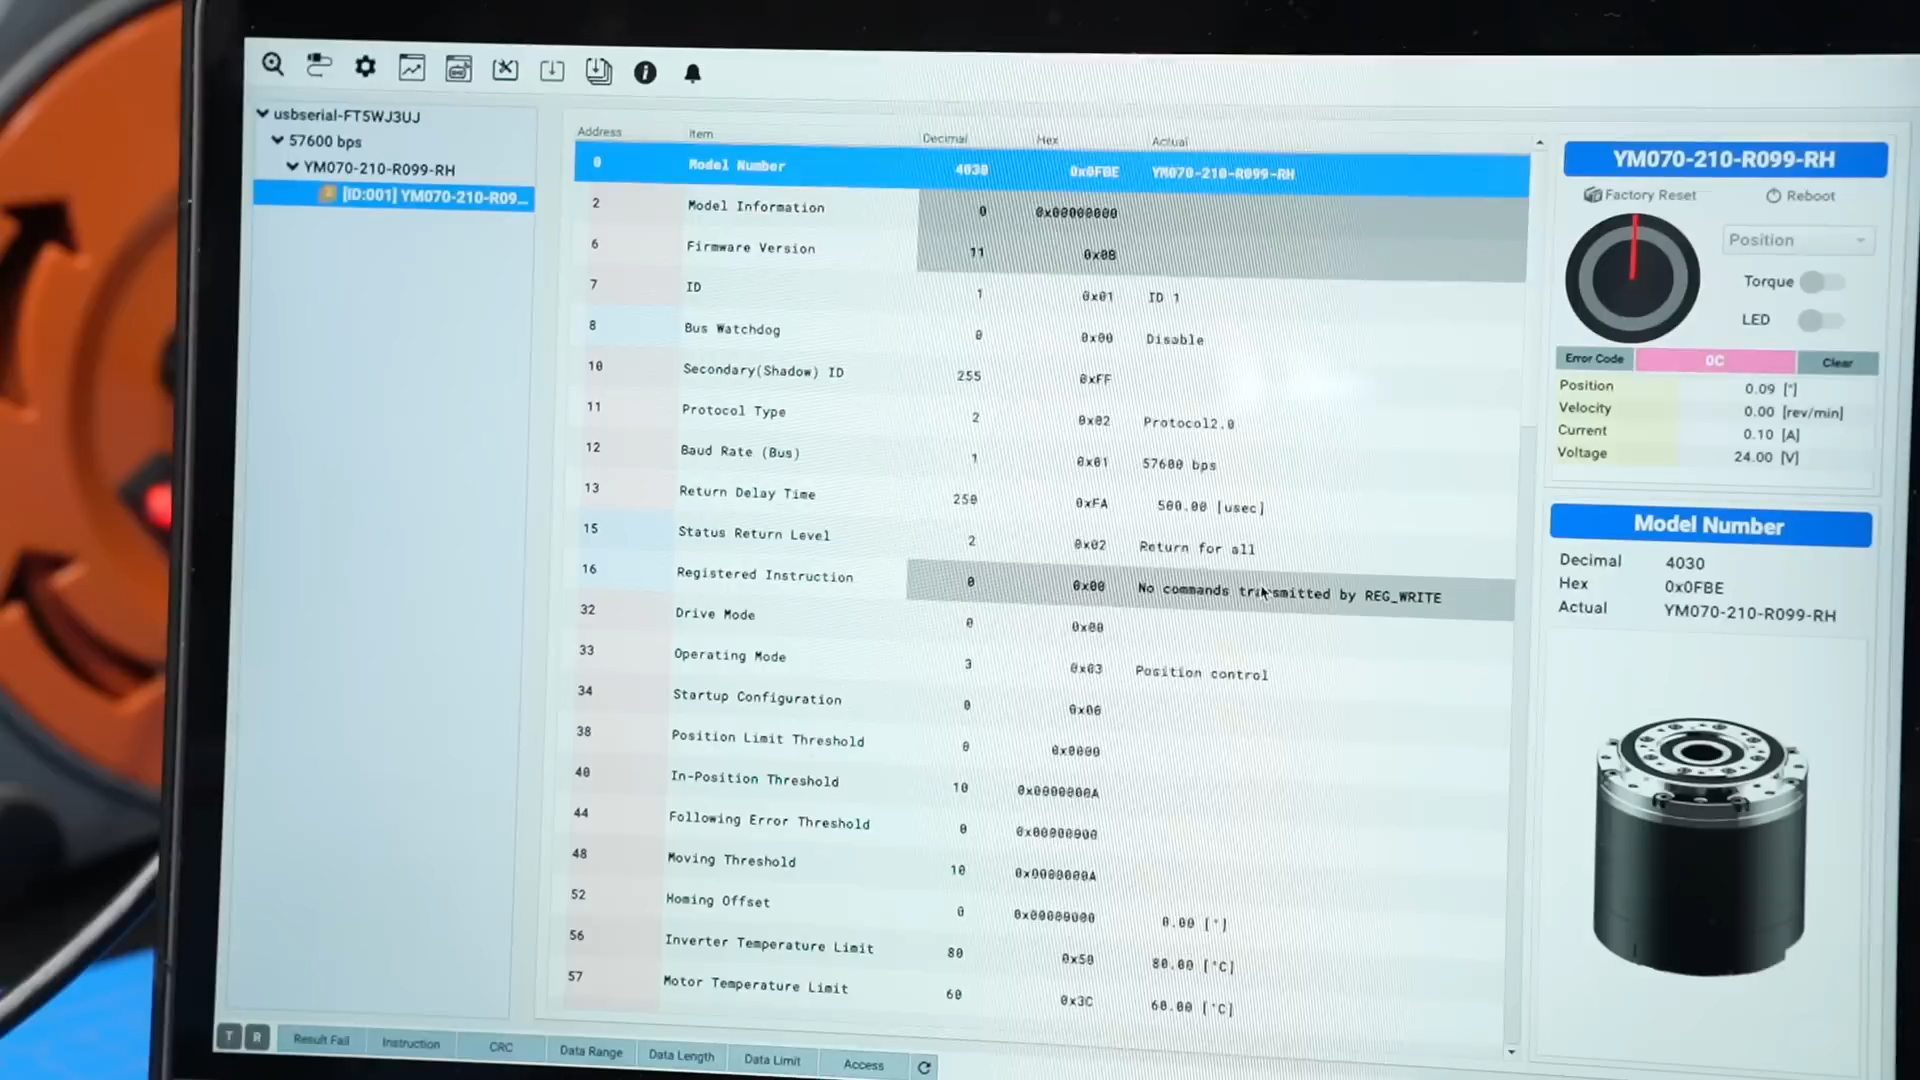 usbserial-FT5WJ3UJ
57600 bps
YM070-210-R099-RH
[ID:001] YM070-210-R09...
Address Item Decimal Hex Actual
0 Model Number 4030 0x0FBE YM070-210-R099-RH
2 Model Information 0 0x00000000
6 Firmware Version 11 0x0B
7 ID 1 0x01 ID 1
8 Bus Watchdog 0 0x00 Disable
10 Secondary(Shadow) ID 255 0xFF
11 Protocol Type 2 0x02 Protocol2.0
12 Baud Rate (Bus) 1 0x01 57600 bps
13 Return Delay Time 250 0xFA 500.00 [usec]
15 Status Return Level 2 0x02 Return for all
16 Registered Instruction 0 0x00 No commands transmitted by REG_WRITE
32 Drive Mode 0 0x00
33 Operating Mode 3 0x03 Position control
34 Startup Configuration 0 0x00
38 Position Limit Threshold 0 0x0000
40 In-Position Threshold 10 0x0000000A
44 Following Error Threshold 0 0x00000000
48 Moving Threshold 10 0x0000000A
52 Homing Offset 0 0x00000000 0.00 [°]
56 Inverter Temperature Limit 80 0x50 80.00 [°C]
57 Motor Temperature Limit 60 0x3C 60.00 [°C]
T R Result Fail Instruction CRC Data Range Data Length Data Limit Access
YM070-210-R099-RH
Factory Reset Reboot
Position
Torque
LED
Error Code 0C Clear
Position 0.09 [°]
Velocity 0.00 [rev/min]
Current 0.10 [A]
Voltage 24.00 [V]
Model Number
Decimal 4030
Hex 0x0FBE
Actual YM070-210-R099-RH